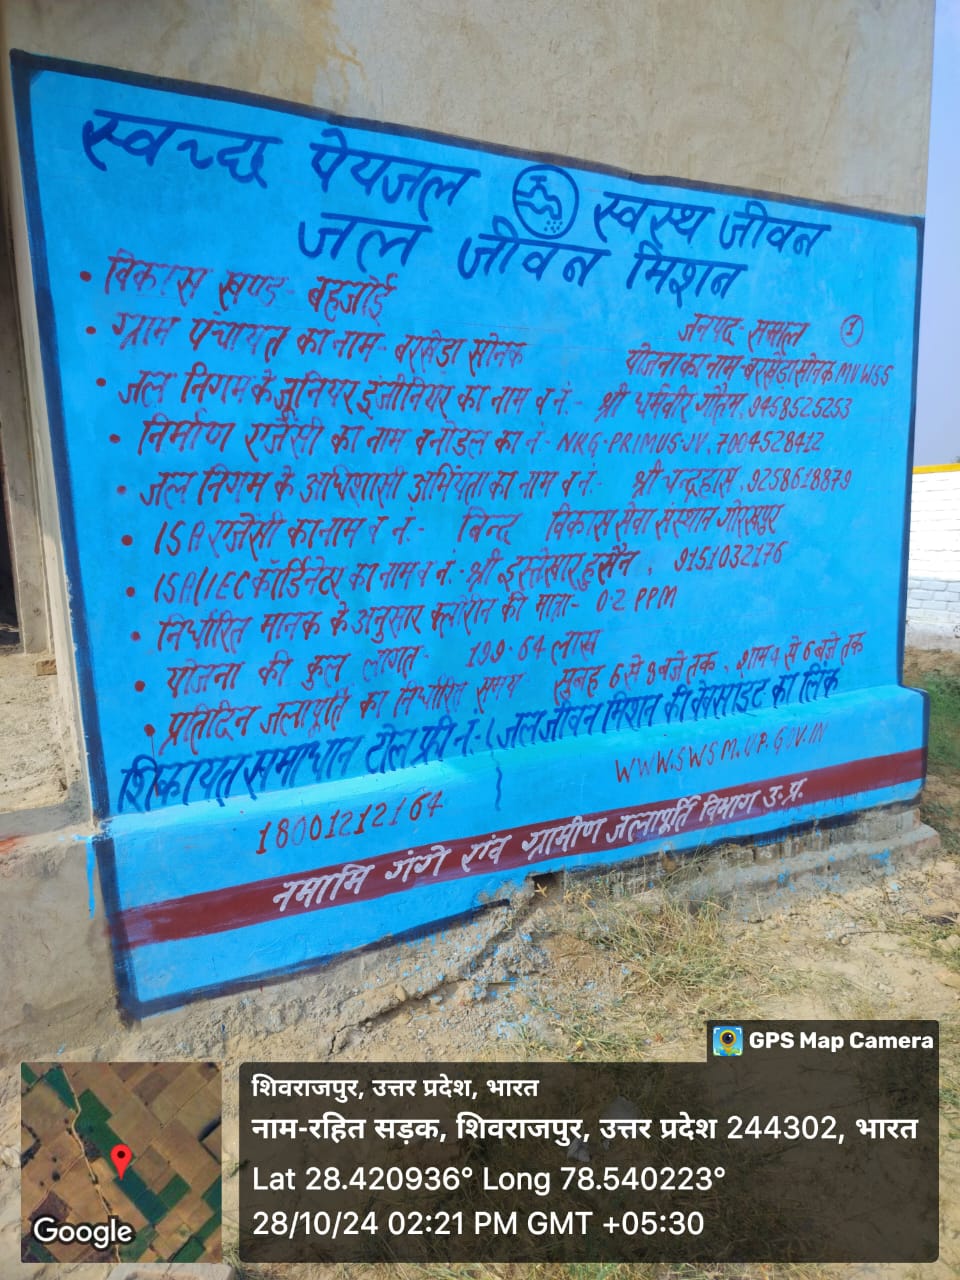 स्वच्छ पेयजल स्वस्थ जीवन
जल जीवन मिशन
• विकास खण्ड - बहजोई जनपद - सम्भल ①
• ग्राम पंचायत का नाम - बरखेडा सोनक योजना का नाम - बरखेडा सोनक MVWSS
• जल निगम के जूनियर इंजीनियर का नाम व नं. - श्री धर्मवीर गौतम, 9458525253
• निर्माण एजेंसी का नाम व नोडल का नं - NKG-PRIMUS-JV, 7004528412
• जल निगम के अधिशासी अभियंता का नाम व नं. - श्री चन्द्रहास, 9258618879
• ISA एजेंसी का नाम व नं. - विकास सेवा संस्थान गोरखपुर
• ISA/IEC कॉर्डिनेटर का नाम व नं. - श्री इस्तेखार हुसैन, 9151032176
• निर्धारित मानक के अनुसार क्लोरीन की मात्रा - 0.2 PPM
• योजना की कुल लागत - 199.64 लाख
• प्रतिदिन जलापूर्ति का निर्धारित समय सुबह 6 से 8 बजे तक, शाम 4 से 6 बजे तक
शिकायत समाधान टोल फ्री नं. - जल जीवन मिशन की वेबसाइट का लिंक
18001212164 WWW.SWSM.UP.GOV.IN
नमामि गंगे एंव ग्रामीण जलापूर्ति विभाग उ.प्र.
GPS Map Camera
शिवराजपुर, उत्तर प्रदेश, भारत
नाम-रहित सड़क, शिवराजपुर, उत्तर प्रदेश 244302, भारत
Lat 28.420936° Long 78.540223°
28/10/24 02:21 PM GMT +05:30
Google